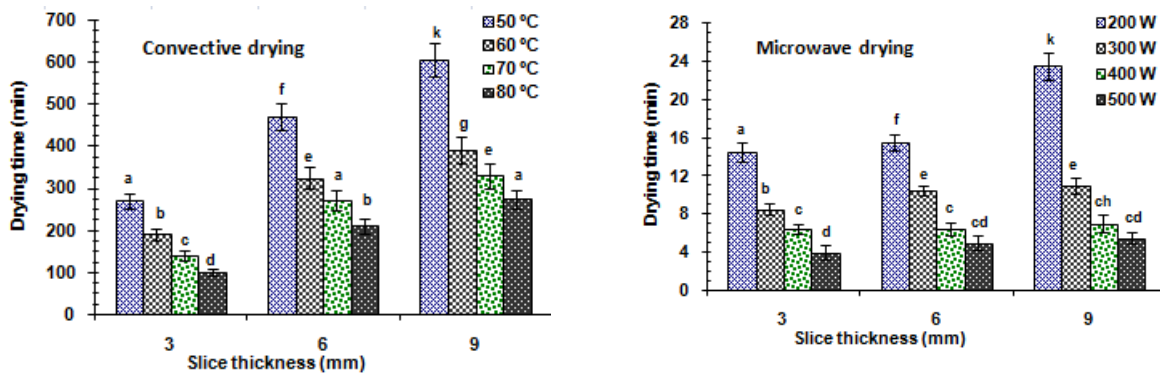 700
600
500
400
300
200
100
0
Drying time (min)
Convective drying
50 ºC
60 ºC
70 ºC
80 ºC
a
b
c
d
f
e
a
b
k
g
e
a
3
6
9
Slice thickness (mm)
28
24
20
16
12
8
4
0
Drying time (min)
Microwave drying
200 W
300 W
400 W
500 W
a
b
c
d
f
e
c
cd
k
e
ch
cd
3
6
9
Slice thickness (mm)